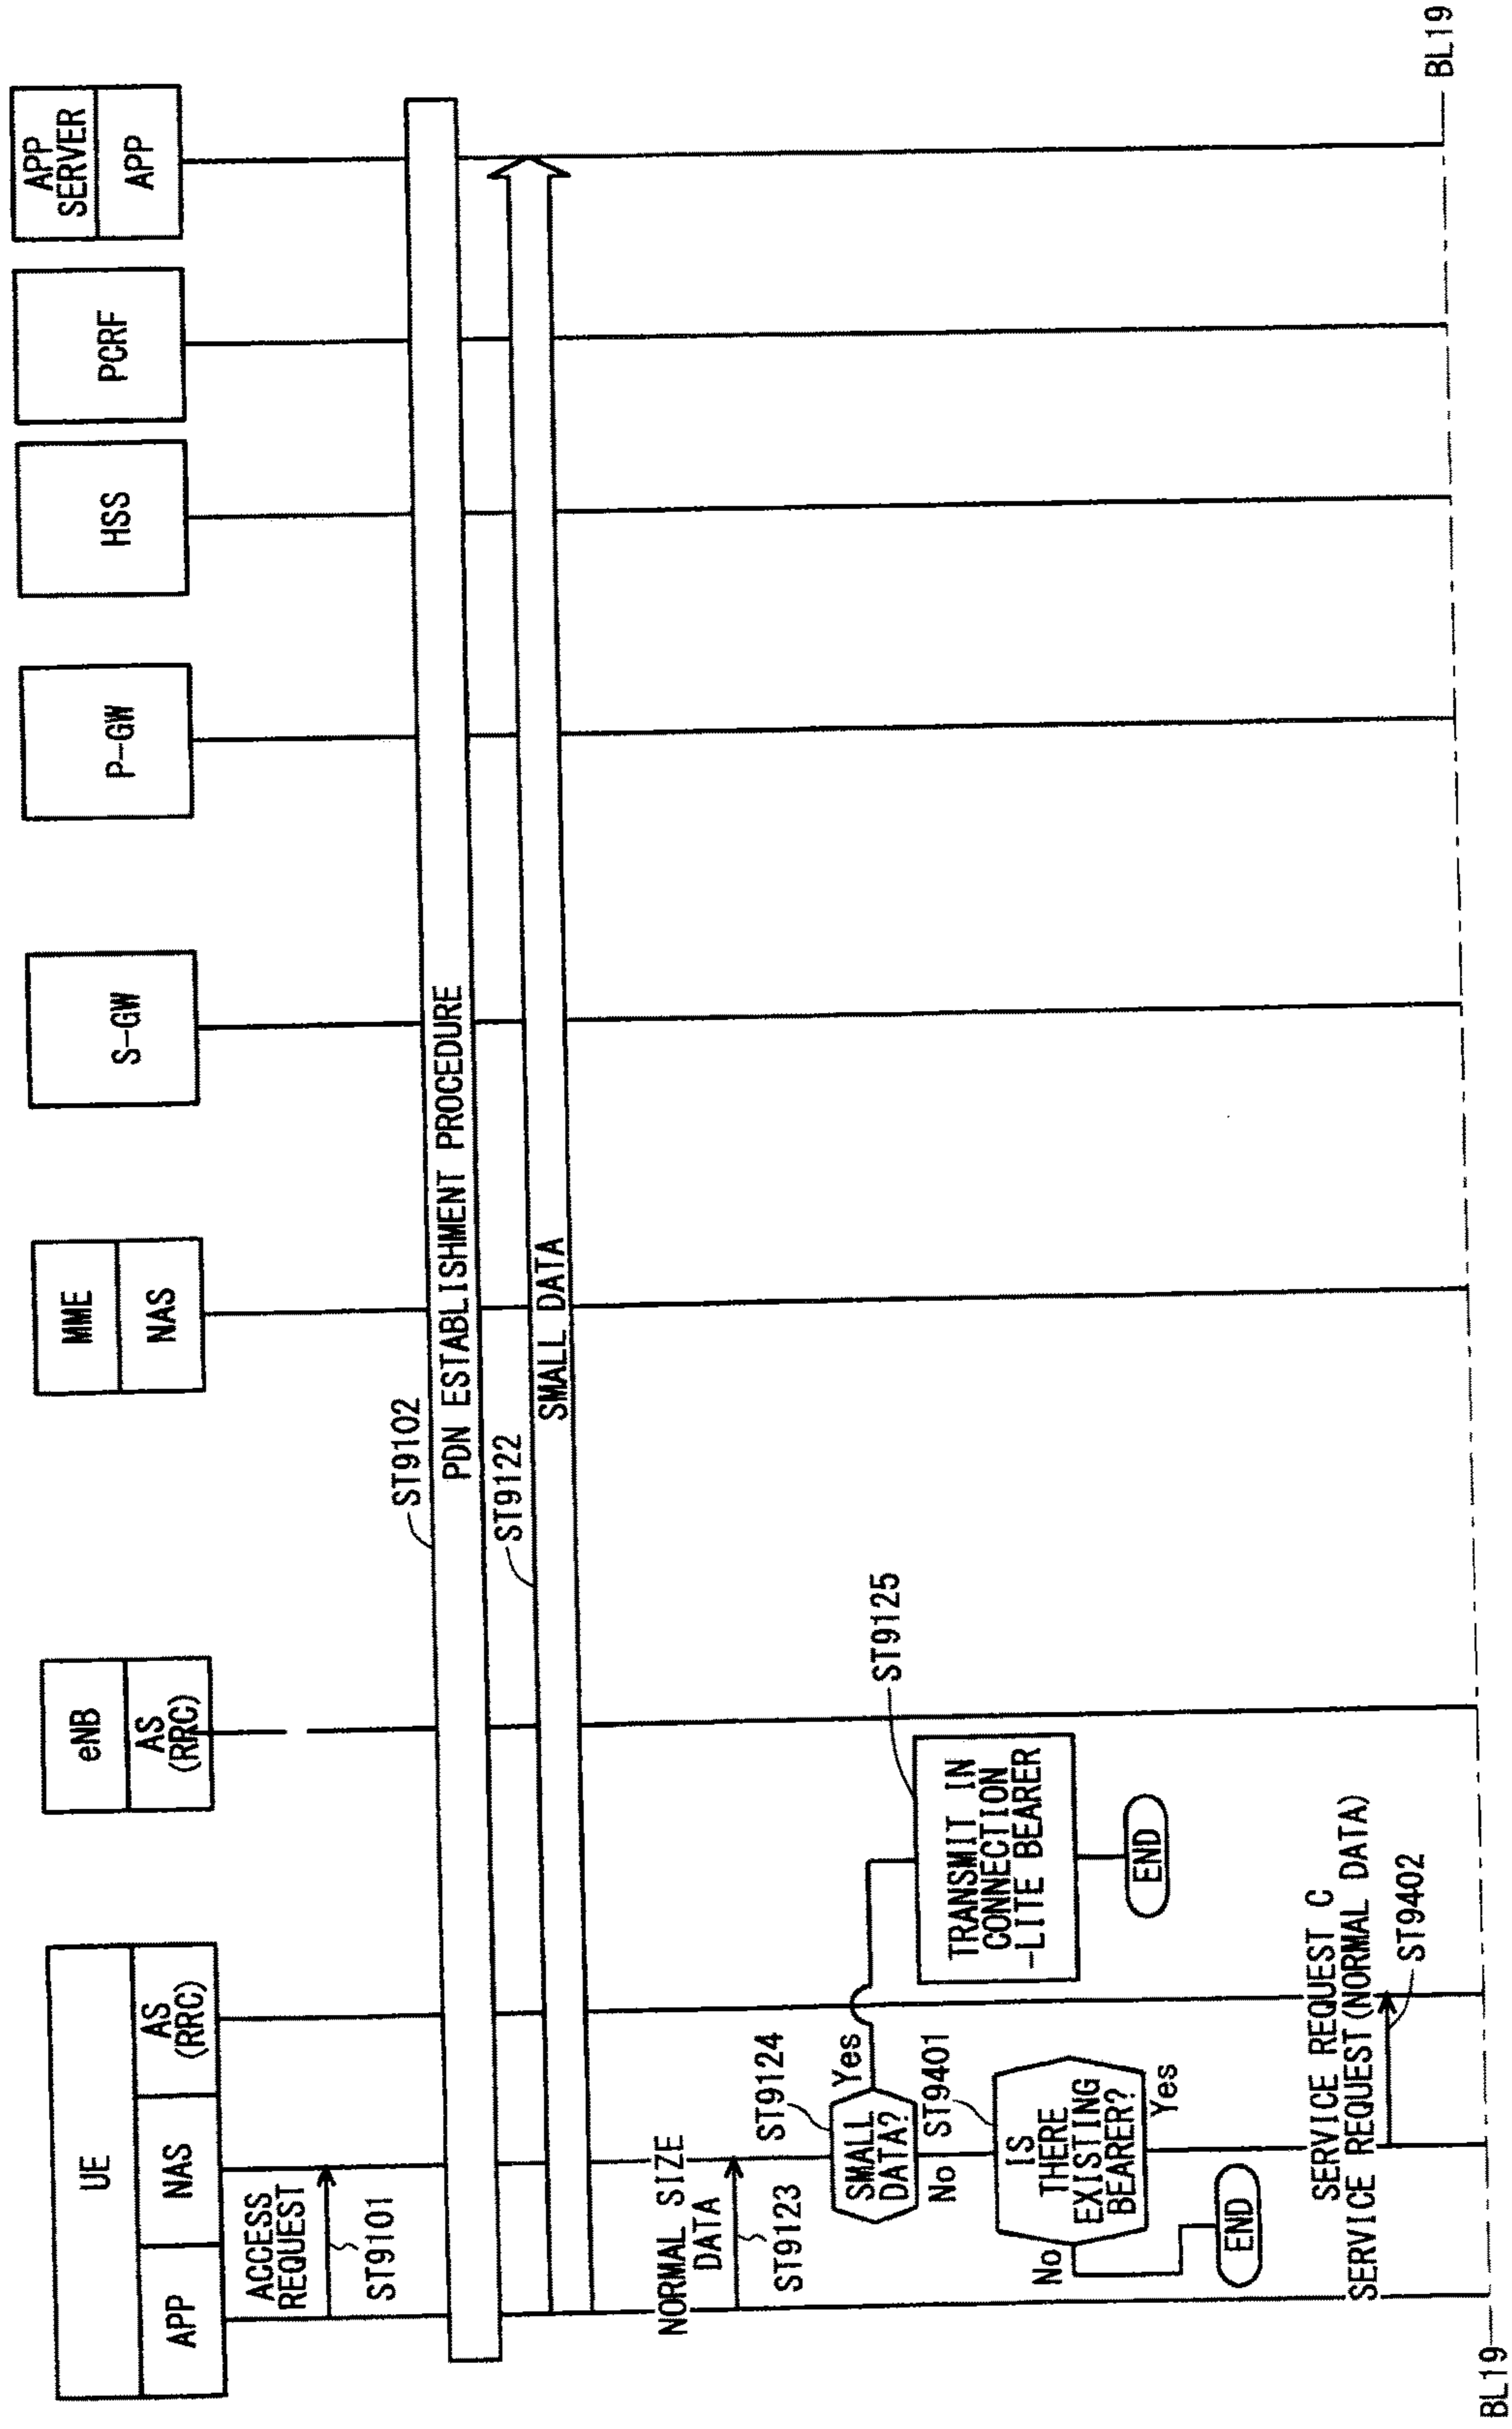 UE
APP
NAS
AS
(RRC)
eNB
AS
(RRC)
MME
NAS
S-GW
P-GW
HSS
PCRF
APP
SERVER
APP
ACCESS
REQUEST
ST9101
ST9102
PDN ESTABLISHMENT PROCEDURE
ST9122
SMALL DATA
NORMAL SIZE
DATA
ST9123
ST9124
SMALL
DATA?
Yes
No
ST9125
TRANSMIT IN
CONNECTION
-LITE BEARER
END
ST9401
IS
THERE
EXISTING
BEARER?
No
Yes
END
SERVICE REQUEST C
SERVICE REQUEST(NORMAL DATA)
ST9402
BL19
BL19